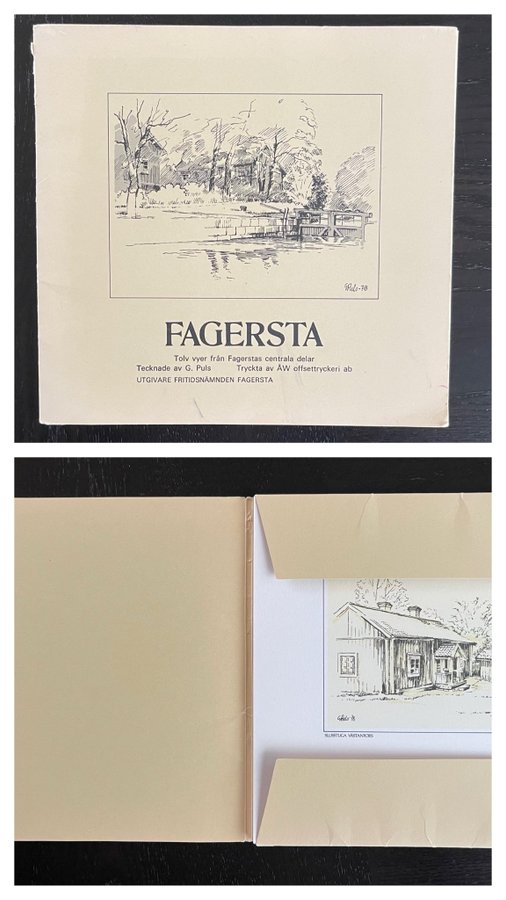 GPuls-78
FAGERSTA
Tolv vyer från Fagerstas centrala delar
Tecknade av G. Puls Tryckta av ÅW offsettryckeri ab
UTGIVARE FRITIDSNÄMNDEN FAGERSTA